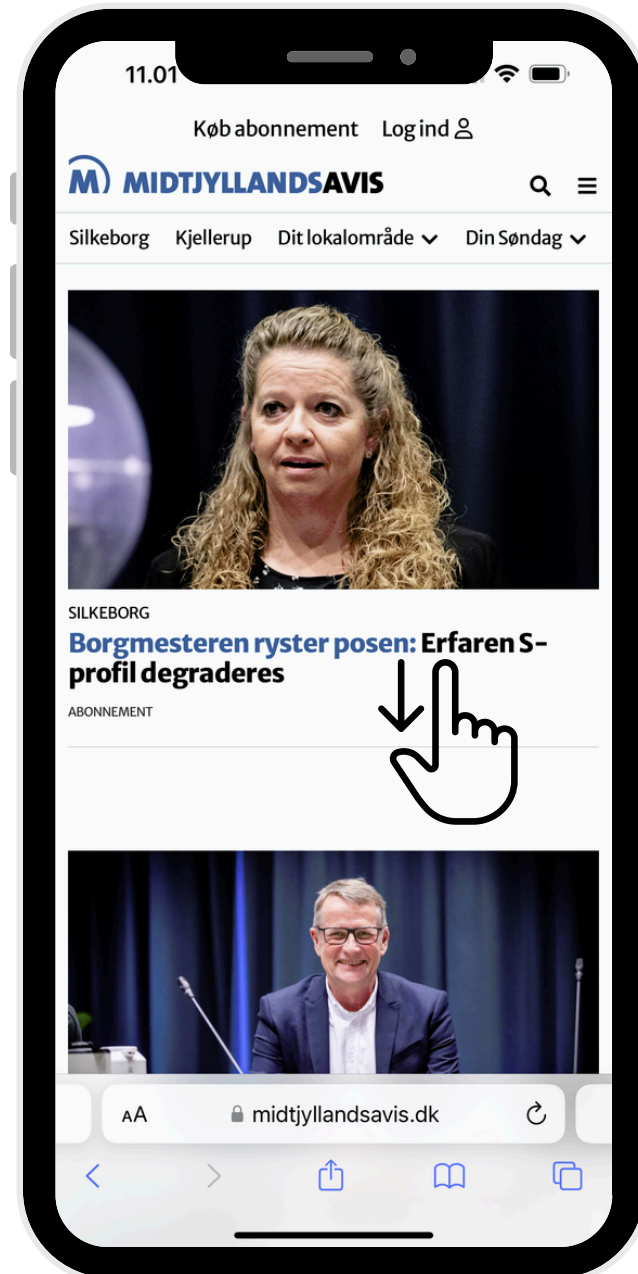 11.01
Køb abonnement Log ind
M MIDTJYLLANDSAVIS
Silkeborg Kjellerup Dit lokalområde Din Søndag
SILKEBORG
Borgmesteren ryster posen: Erfaren S-
profil degraderes
ABONNEMENT
AA midtjyllandsavis.dk